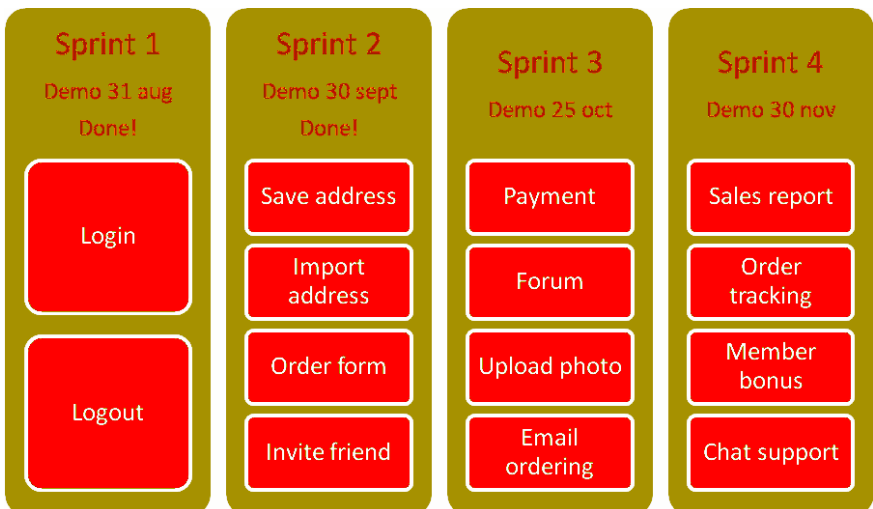 Sprint 1
Demo 31 aug
Done!
Login
Logout
Sprint 2
Demo 30 sept
Done!
Save address
Import
address
Order form
Invite friend
Sprint 3
Demo 25 oct
Payment
Forum
Upload photo
Email
ordering
Sprint 4
Demo 30 nov
Sales report
Order
tracking
Member
bonus
Chat support